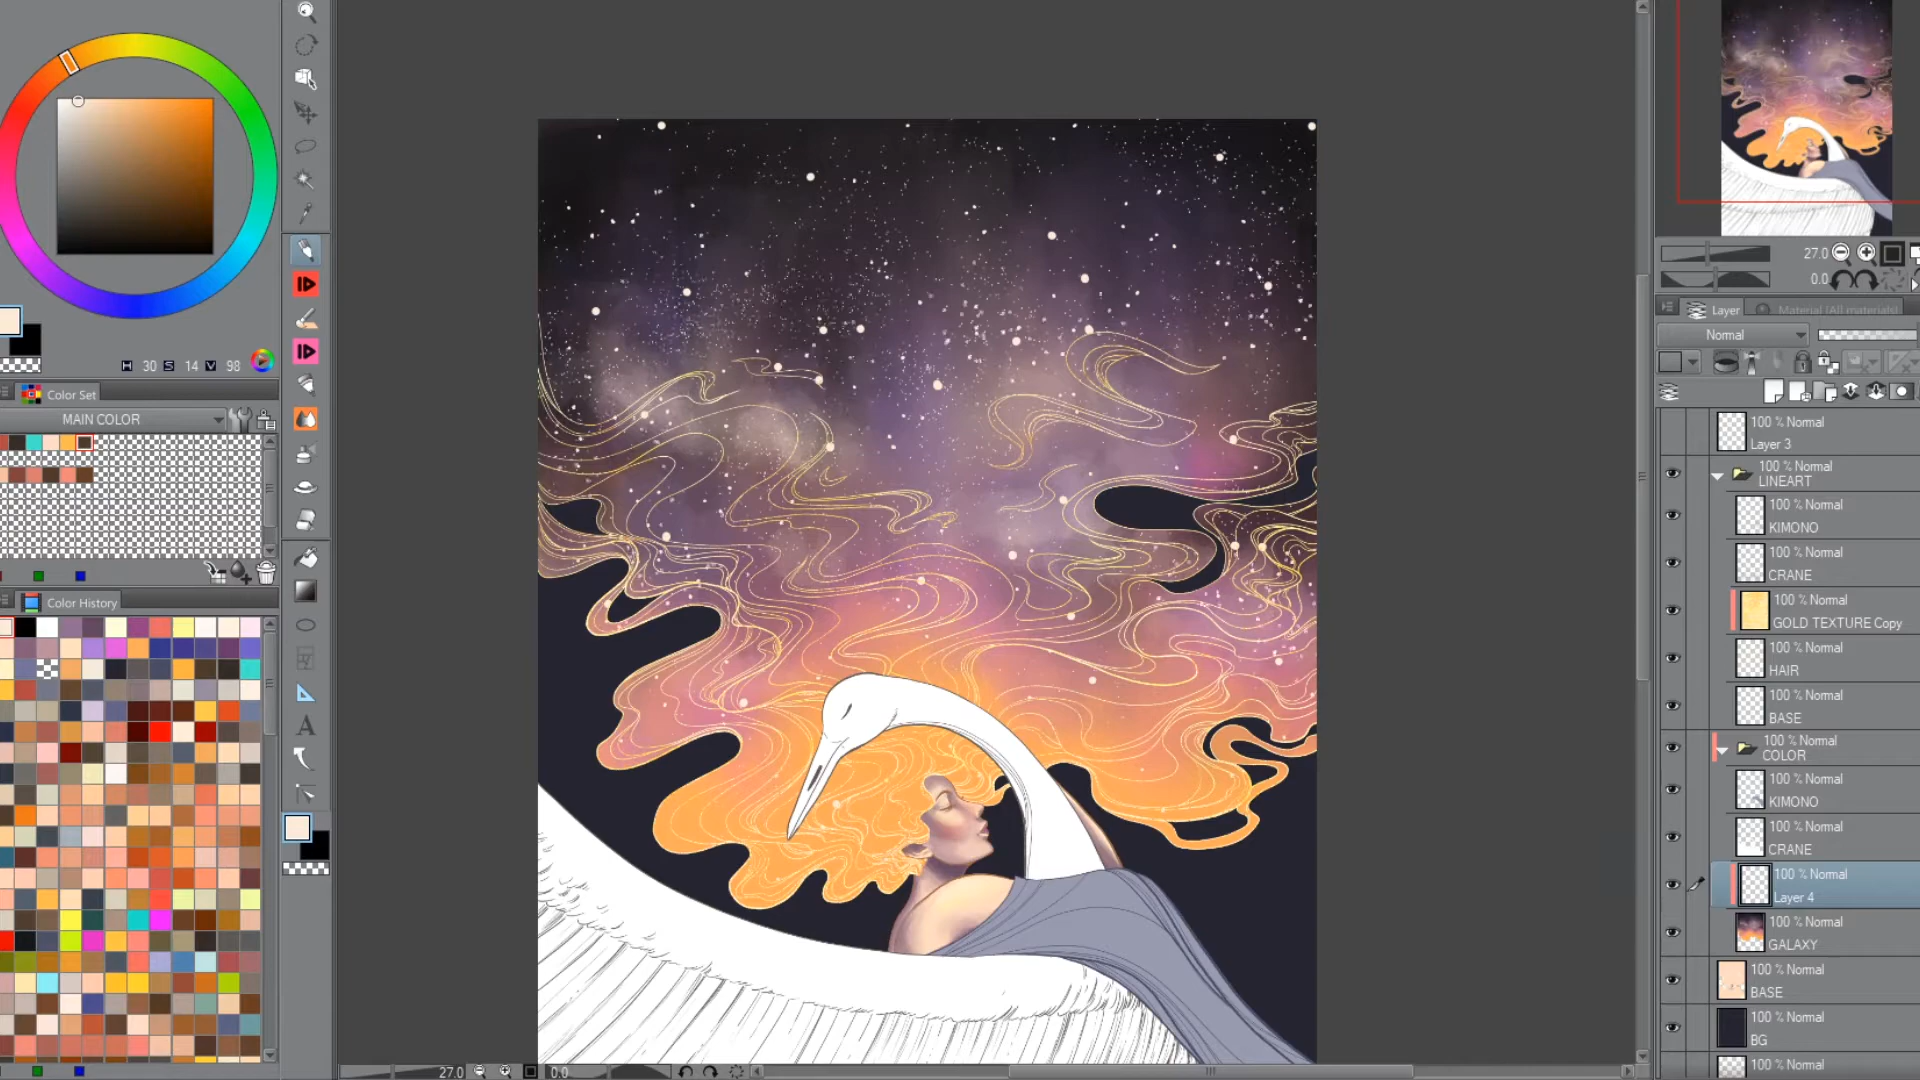 H 30 S 14 V 98
Color Set
MAIN COLOR
Color History
A
27.0
0.0
27.0
0.0
Layer
Material [All materials]
Normal
100 % Normal
Layer 3
100 % Normal
LINEART
100 % Normal
KIMONO
100 % Normal
CRANE
100 % Normal
GOLD TEXTURE Copy
100 % Normal
HAIR
100 % Normal
BASE
100 % Normal
COLOR
100 % Normal
KIMONO
100 % Normal
CRANE
100 % Normal
Layer 4
100 % Normal
GALAXY
100 % Normal
BASE
100 % Normal
BG
100 % Normal